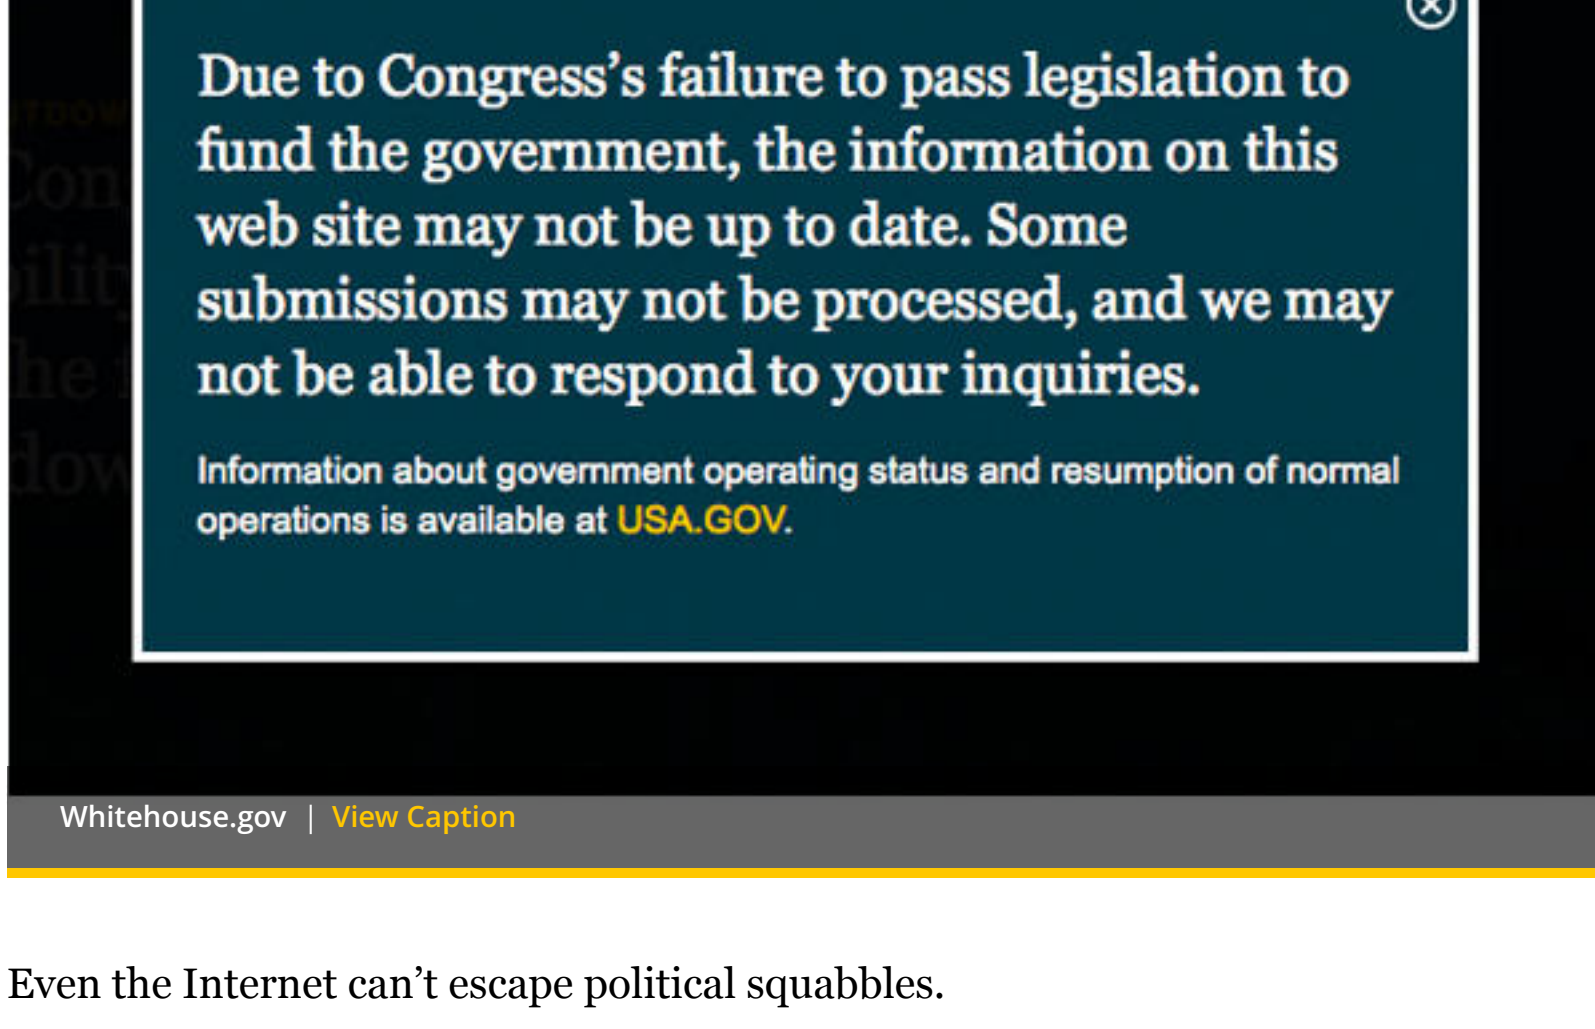 Due to Congress’s failure to pass legislation to
fund the government, the information on this
web site may not be up to date. Some
submissions may not be processed, and we may
not be able to respond to your inquiries.
Information about government operating status and resumption of normal
operations is available at USA.GOV.
Whitehouse.gov | View Caption
Even the Internet can’t escape political squabbles.